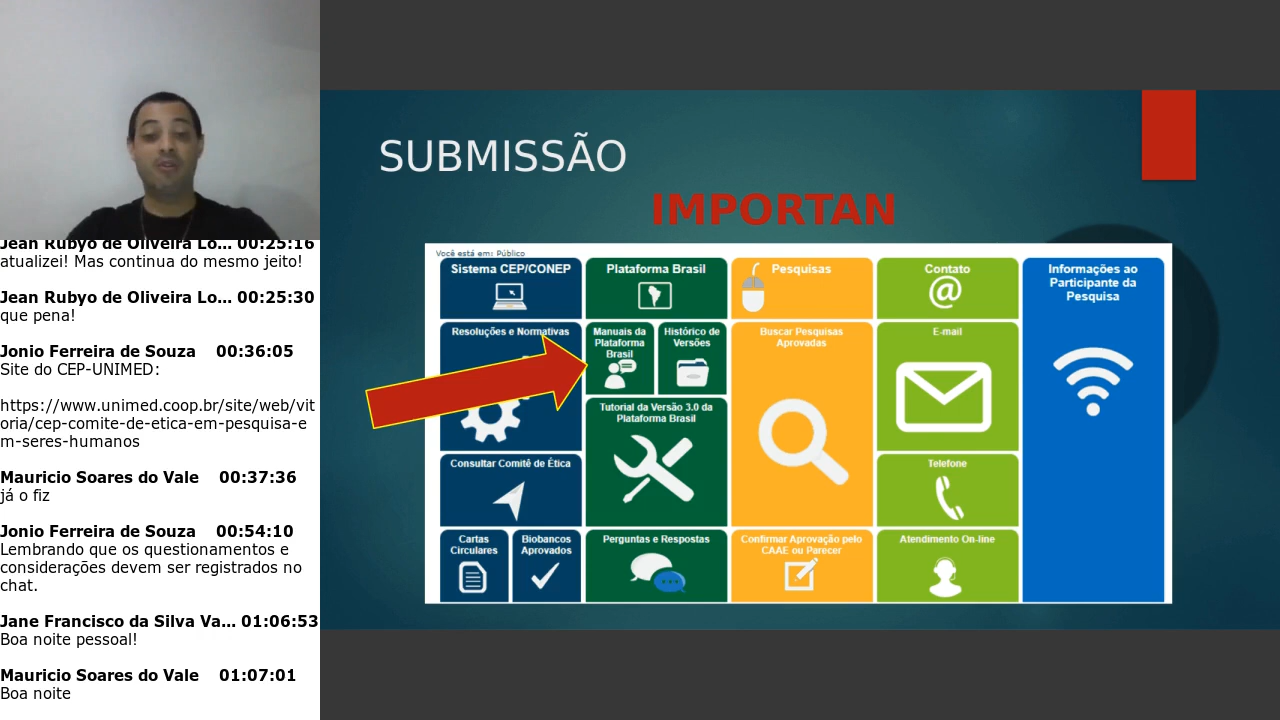 Jean Rubyo de Oliveira Lo... 00:25:16
atualizei! Mas continua do mesmo jeito!
Jean Rubyo de Oliveira Lo... 00:25:30
que pena!
Jonio Ferreira de Souza 00:36:05
Site do CEP-UNIMED:
https://www.unimed.coop.br/site/web/vit
oria/cep-comite-de-etica-em-pesquisa-e
m-seres-humanos
Mauricio Soares do Vale 00:37:36
já o fiz
Jonio Ferreira de Souza 00:54:10
Lembrando que os questionamentos e
considerações devem ser registrados no
chat.
Jane Francisco da Silva Va... 01:06:53
Boa noite pessoal!
Mauricio Soares do Vale 01:07:01
Boa noite
SUBMISSÃO
IMPORTAN
Você está em: Público
Sistema CEP/CONEP
Resoluções e Normativas
Consultar Comitê de Ética
Cartas
Circulares
Biobancos
Aprovados
Plataforma Brasil
Manuais da
Plataforma
Brasil
Histórico de
Versões
Tutorial da Versão 3.0 da
Plataforma Brasil
Perguntas e Respostas
Pesquisas
Buscar Pesquisas
Aprovadas
Confirmar Aprovação pelo
CAAE ou Parecer
Contato
@
E-mail
Telefone
Atendimento On-line
Informações ao
Participante da
Pesquisa